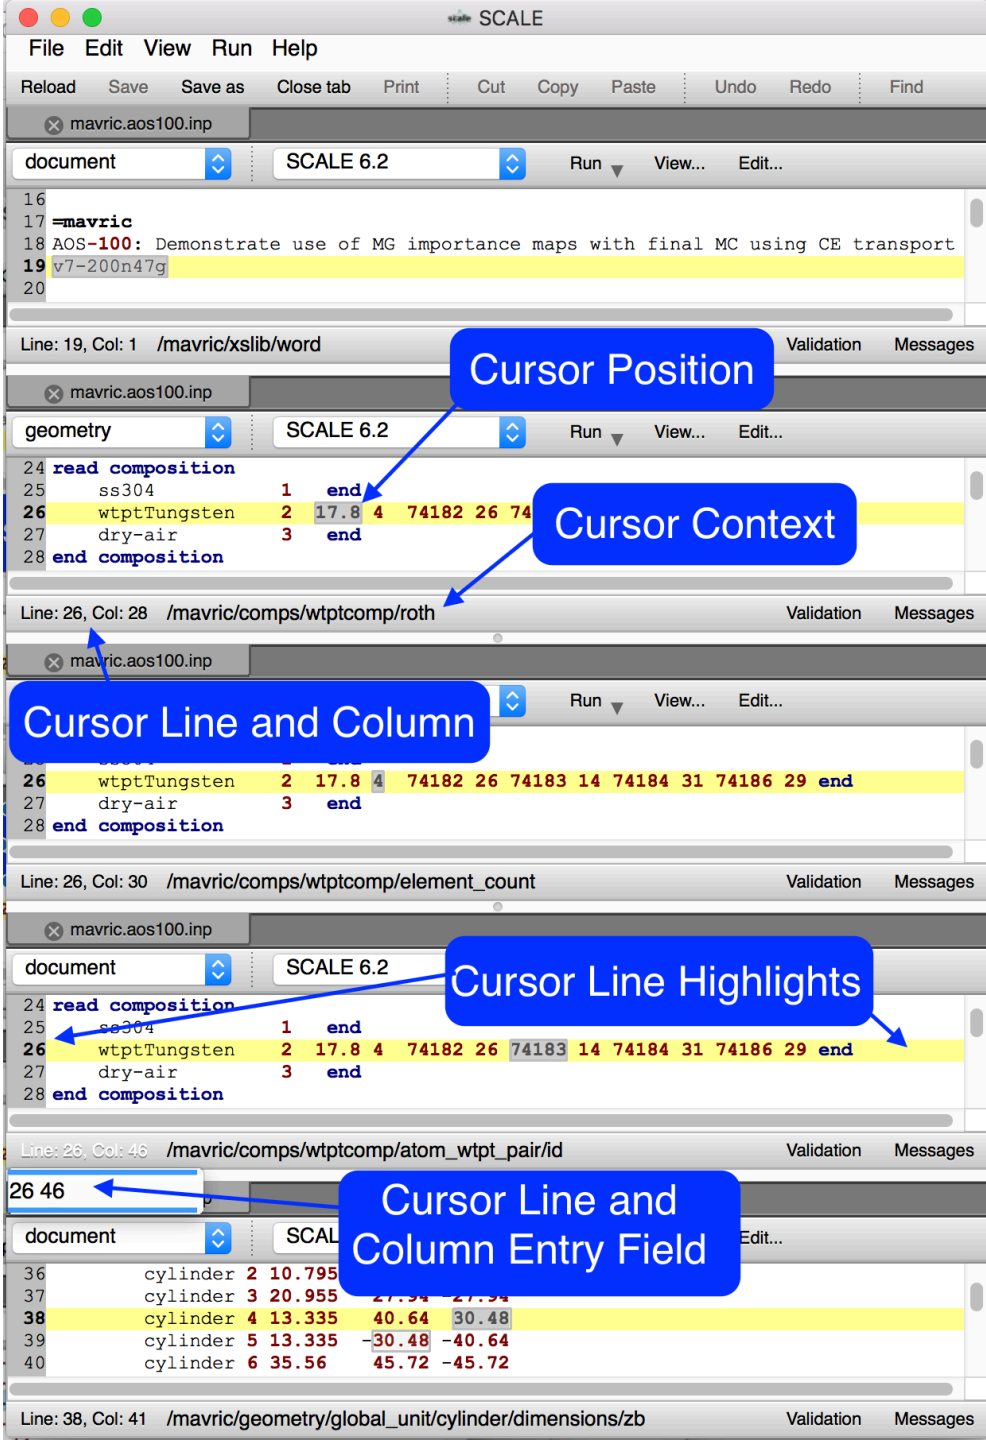 scale SCALE
File Edit View Run Help
Reload Save Save as Close tab Print Cut Copy Paste Undo Redo Find
mavric.aos100.inp
document SCALE 6.2 Run View... Edit...
16
17 =mavric
18 AOS-100: Demonstrate use of MG importance maps with final MC using CE transport
19 v7-200n47g
20
Line: 19, Col: 1 /mavric/xslib/word Validation Messages
Cursor Position
mavric.aos100.inp
geometry SCALE 6.2 Run View... Edit...
24 read composition
25 ss304 1 end
26 wtptTungsten 2 17.8 4 74182 26 74
27 dry-air 3 end
28 end composition
Cursor Context
Line: 26, Col: 28 /mavric/comps/wtptcomp/roth Validation Messages
mavric.aos100.inp
Run View... Edit...
Cursor Line and Column
26 wtptTungsten 2 17.8 4 74182 26 74183 14 74184 31 74186 29 end
27 dry-air 3 end
28 end composition
Line: 26, Col: 30 /mavric/comps/wtptcomp/element_count Validation Messages
mavric.aos100.inp
document SCALE 6.2
Cursor Line Highlights
24 read composition
25 ss304 1 end
26 wtptTungsten 2 17.8 4 74182 26 74183 14 74184 31 74186 29 end
27 dry-air 3 end
28 end composition
Line: 26, Col: 46 /mavric/comps/wtptcomp/atom_wtpt_pair/id Validation Messages
26 46
Cursor Line and
Column Entry Field
document SCAL Edit...
36 cylinder 2 10.795
37 cylinder 3 20.955 27.94 -27.94
38 cylinder 4 13.335 40.64 30.48
39 cylinder 5 13.335 -30.48 -40.64
40 cylinder 6 35.56 45.72 -45.72
Line: 38, Col: 41 /mavric/geometry/global_unit/cylinder/dimensions/zb Validation Messages